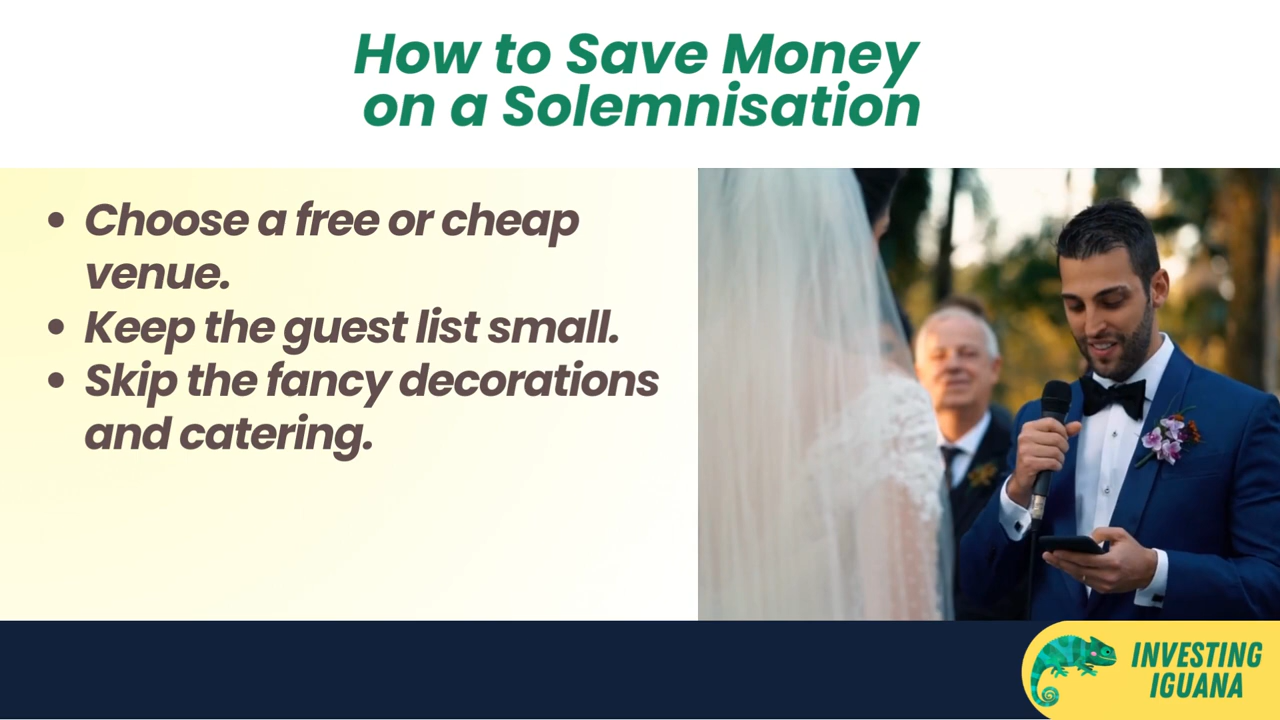 How to Save Money
on a Solemnisation
• Choose a free or cheap
venue.
• Keep the guest list small.
• Skip the fancy decorations
and catering.
INVESTING
IGUANA